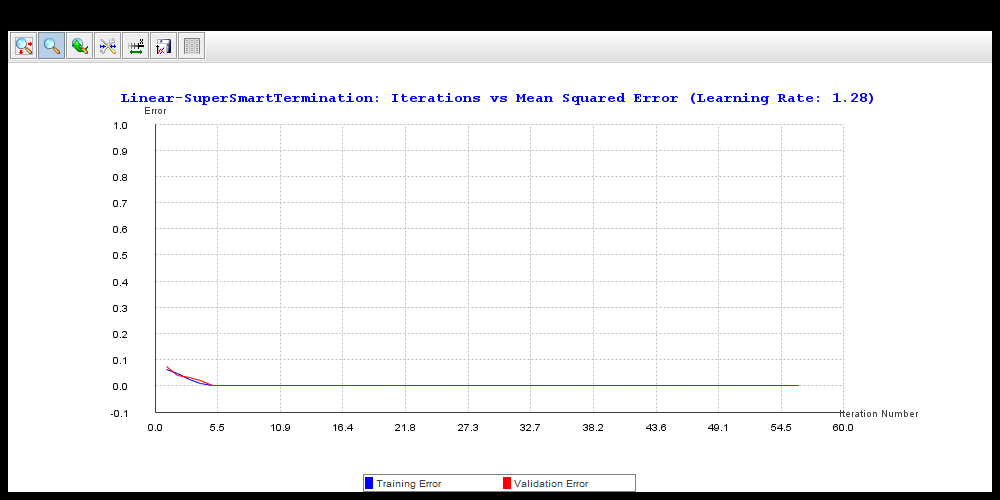 Linear-SuperSmartTermination: Iterations vs Mean Squared Error (Learning Rate: 1.28)
Error
1.0
0.9
0.8
0.7
0.6
0.5
0.4
0.3
0.2
0.1
0.0
-0.1
Iteration Number
0.0 5.5 10.9 16.4 21.8 27.3 32.7 38.2 43.6 49.1 54.5 60.0
Training Error Validation Error